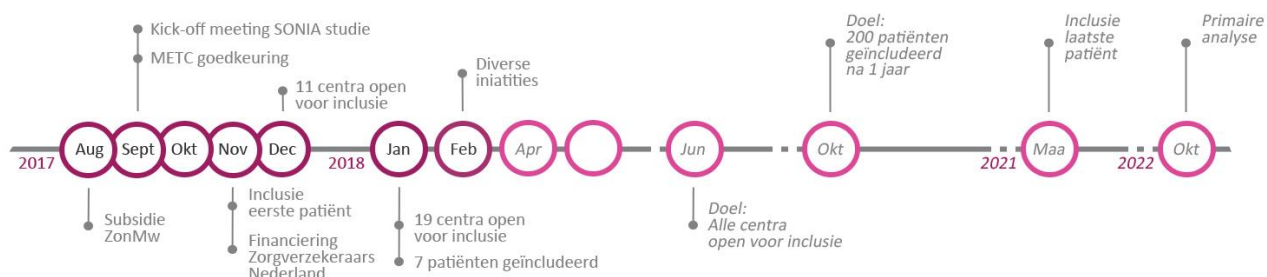 Kick-off meeting SONIA studie
METC goedkeuring
11 centra open
voor inclusie
Diverse
iniatities
Doel:
200 patiënten
geïncludeerd
na 1 jaar
Inclusie
laatste
patiënt
Primaire
analyse
2017
Aug
Sept
Okt
Nov
Dec
2018
Jan
Feb
Apr
Jun
Okt
2021
Maa
2022
Okt
Subsidie
ZonMw
Inclusie
eerste patiënt
Financiering
Zorgverzekeraars
Nederland
19 centra open
voor inclusie
7 patiënten geïncludeerd
Doel:
Alle centra
open voor inclusie